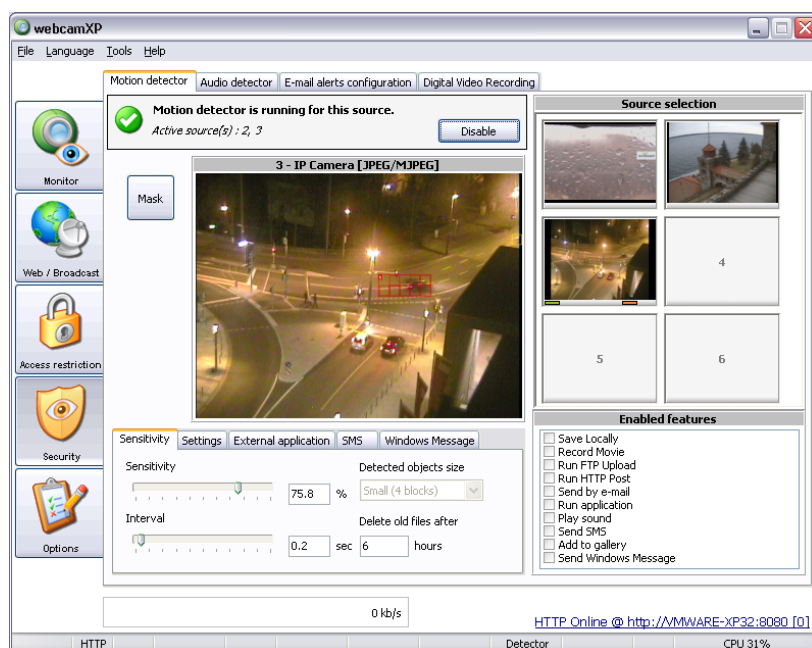 webcamXP
File Language Tools Help
Motion detector Audio detector E-mail alerts configuration Digital Video Recording
Motion detector is running for this source.
Active source(s) : 2, 3
Disable
Source selection
3 - IP Camera [JPEG/MJPEG]
Mask
Monitor
Web / Broadcast
Access restriction
Security
Options
4
5
6
Sensitivity Settings External application SMS Windows Message
Sensitivity
75.8 %
Detected objects size
Small (4 blocks)
Interval
0.2 sec
Delete old files after
6 hours
Enabled features
Save Locally
Record Movie
Run FTP Upload
Run HTTP Post
Send by e-mail
Run application
Play sound
Send SMS
Add to gallery
Send Windows Message
0 kb/s
HTTP Online @ http://VMWARE-XP32:8080 [0]
HTTP Detector CPU 31%